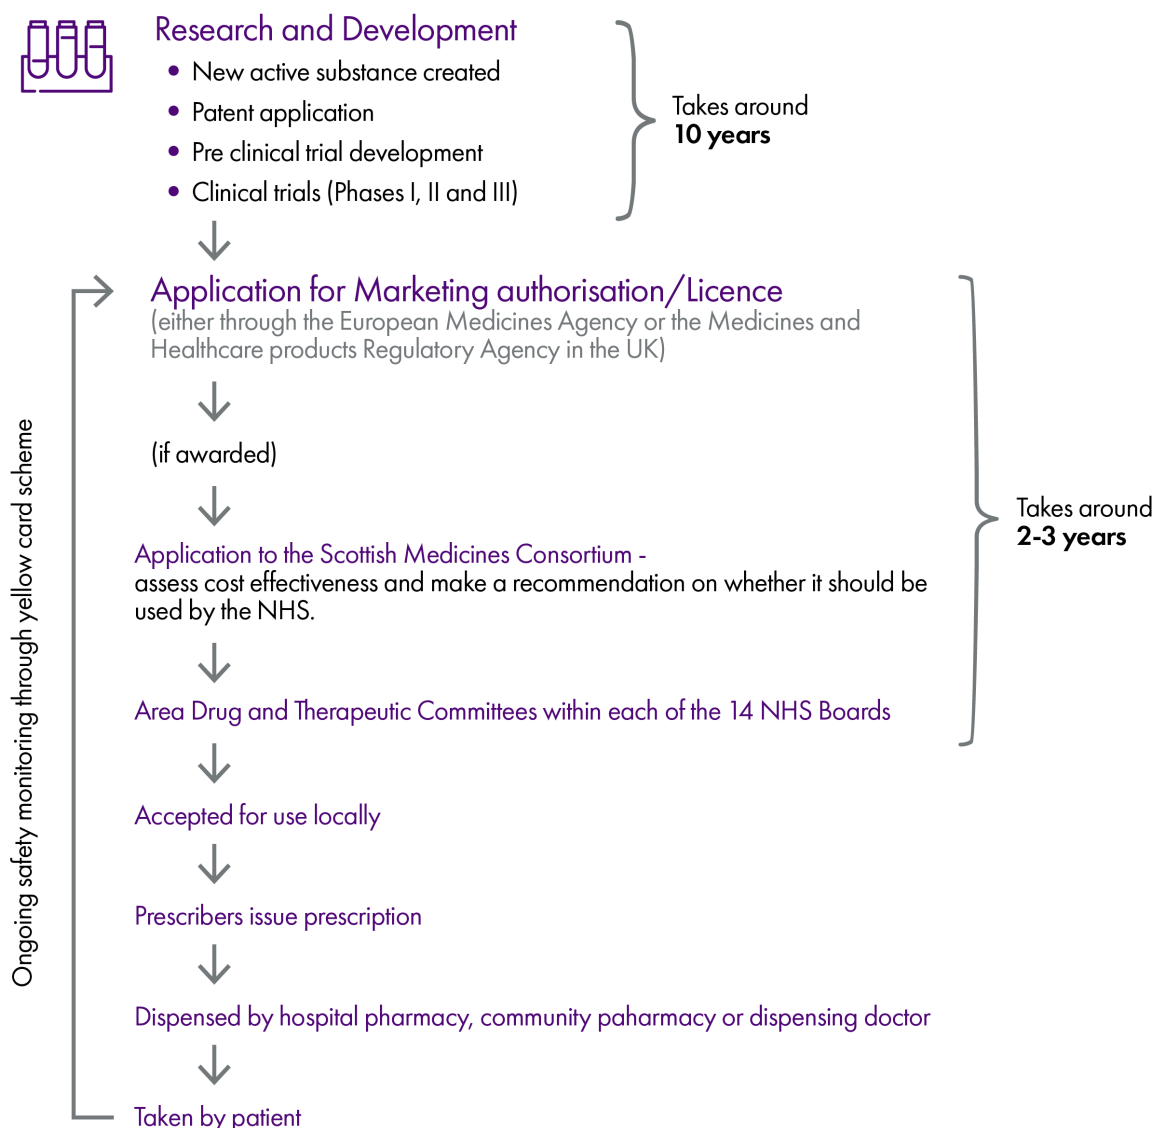 Research and Development
• New active substance created
• Patent application
• Pre clinical trial development
• Clinical trials (Phases I, II and III)
Takes around
10 years
Application for Marketing authorisation/Licence
(either through the European Medicines Agency or the Medicines and
Healthcare products Regulatory Agency in the UK)
(if awarded)
Application to the Scottish Medicines Consortium -
assess cost effectiveness and make a recommendation on whether it should be
used by the NHS.
Area Drug and Therapeutic Committees within each of the 14 NHS Boards
Takes around
2-3 years
Accepted for use locally
Prescribers issue prescription
Dispensed by hospital pharmacy, community paharmacy or dispensing doctor
Taken by patient
Ongoing safety monitoring through yellow card scheme